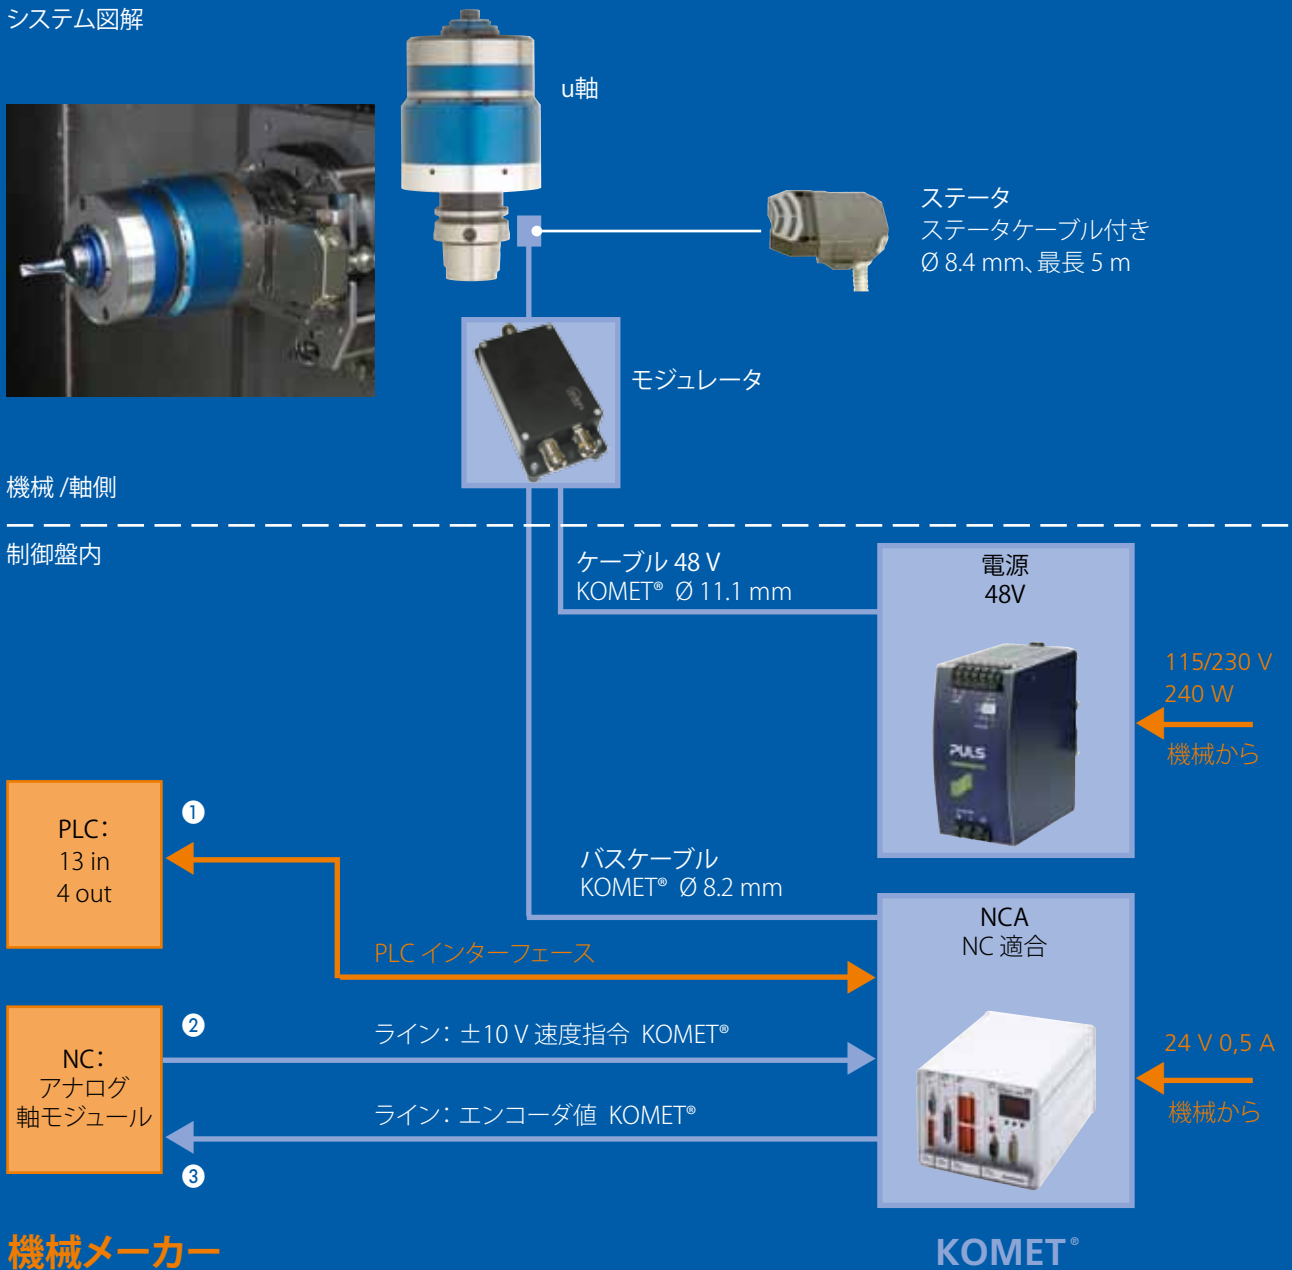 システム図解
u軸
ステータ
ステータケーブル付き
Ø 8.4 mm、最長 5 m
モジュレータ
機械 /軸側
制御盤内
ケーブル 48 V
KOMET® Ø 11.1 mm
電源
48V
PULS
115/230 V
240 W
機械から
PLC：
13 in
4 out
❶
バスケーブル
KOMET® Ø 8.2 mm
PLC インターフェース
NCA
NC 適合
NC：
アナログ
軸モジュール
❷
ライン： ±10 V 速度指令 KOMET®
ライン： エンコーダ値 KOMET®
❸
24 V 0,5 A
機械から
機械メーカー
KOMET®